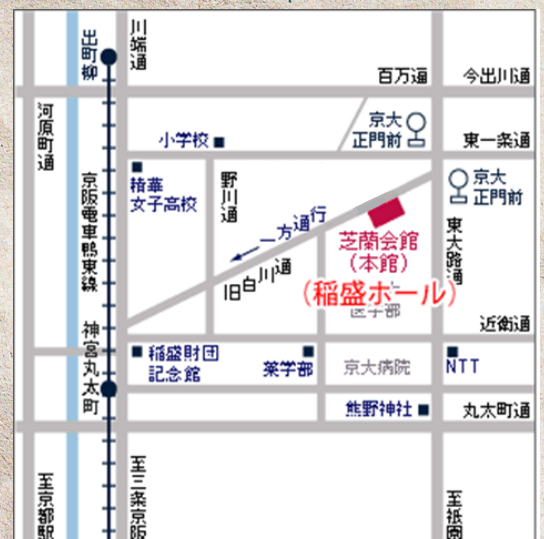 出町柳
川端通
百万遍
今出川通
河原町通
小学校
京大
正門前
東一条通
精華
女子高校
野川通
京大
正門前
京阪電車鴨東線
一方通行
旧白川通
芝蘭会館
（本館）
東大路通
（稲盛ホール）
医学部
近衛通
神宮丸太町
稲盛財団
記念館
薬学部
京大病院
NTT
熊野神社
丸太町通
至京都駅
至三条京阪
至祇園